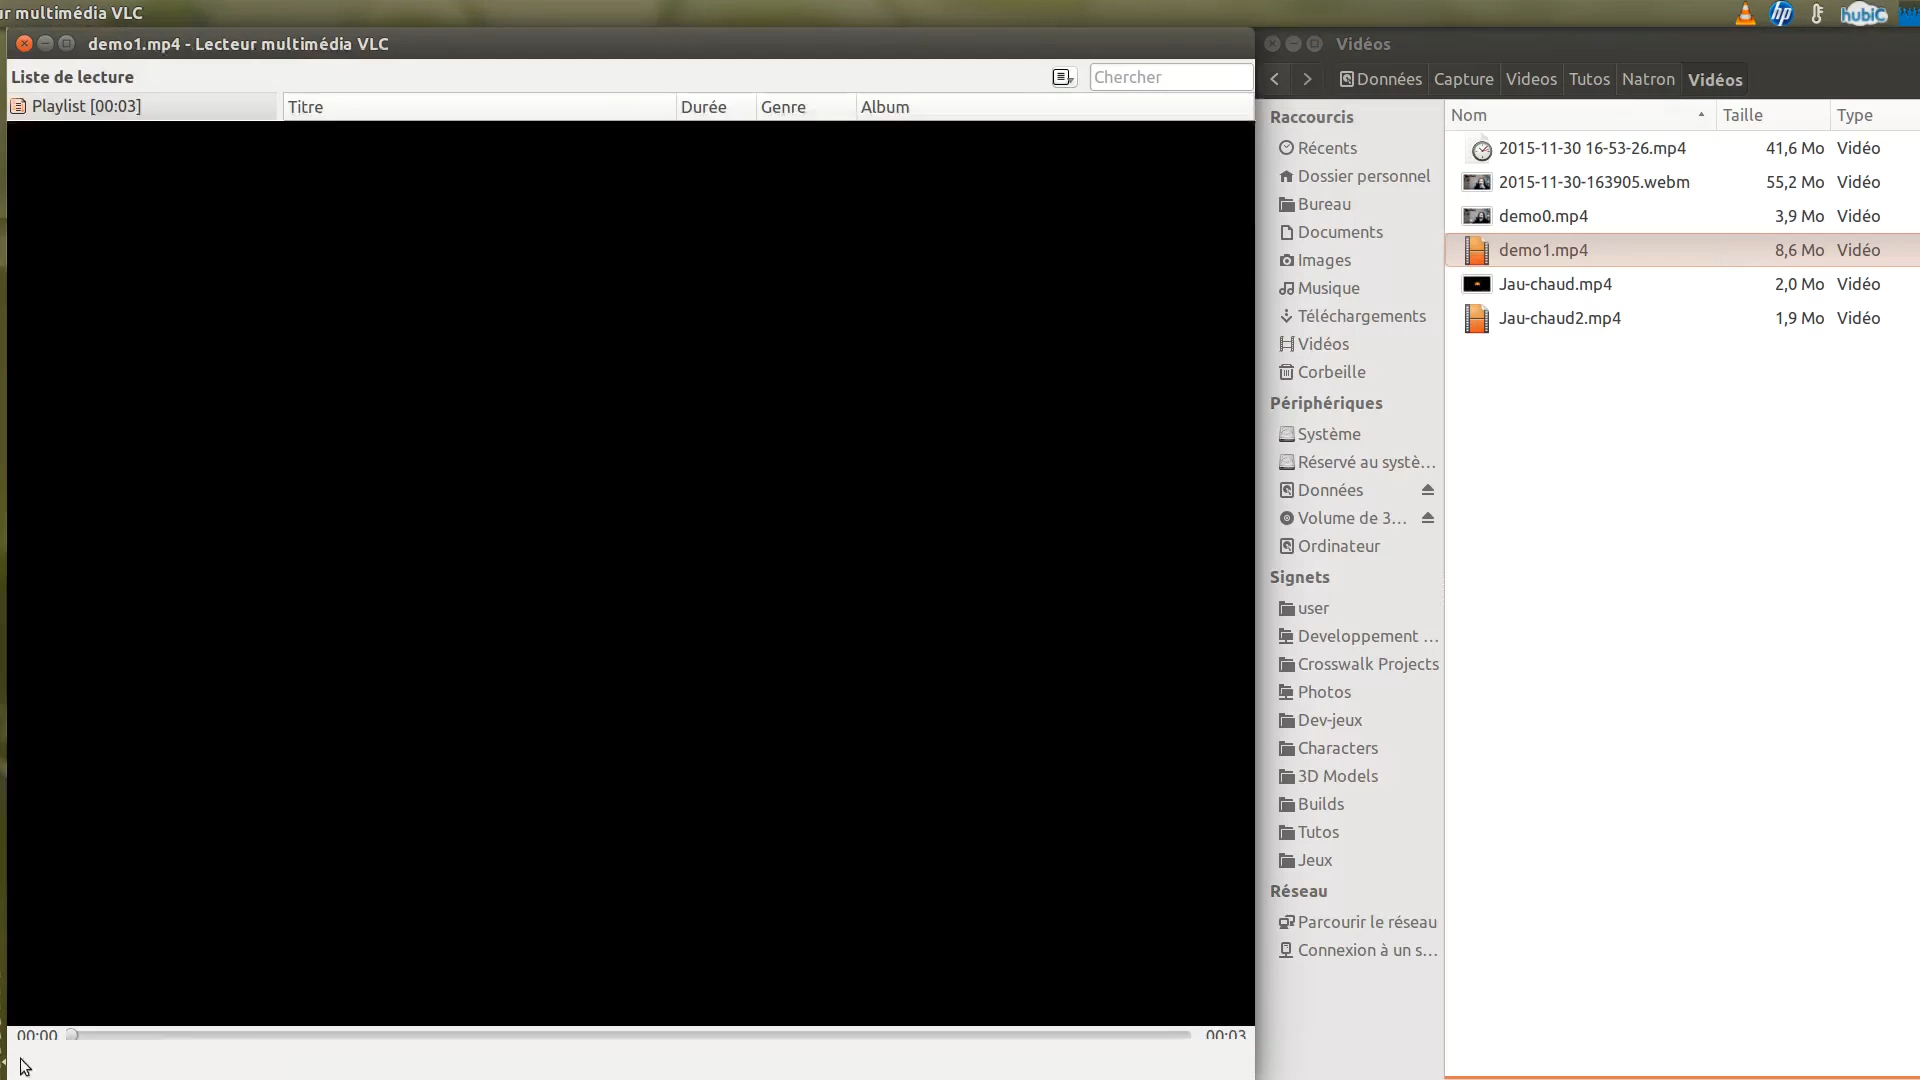 ur multimédia VLC
hp
hubiC
demo1.mp4 - Lecteur multimédia VLC
Liste de lecture
Chercher
Playlist [00:03]
Titre
Durée
Genre
Album
00:00
00:03
Vidéos
Données
Capture
Videos
Tutos
Natron
Vidéos
Raccourcis
Récents
Dossier personnel
Bureau
Documents
Images
Musique
Téléchargements
Vidéos
Corbeille
Périphériques
Système
Réservé au systè...
Données
Volume de 3...
Ordinateur
Signets
user
Developpement ...
Crosswalk Projects
Photos
Dev-jeux
Characters
3D Models
Builds
Tutos
Jeux
Réseau
Parcourir le réseau
Connexion à un s...
Nom Taille Type
2015-11-30 16-53-26.mp4 41,6 Mo Vidéo
2015-11-30-163905.webm 55,2 Mo Vidéo
demo0.mp4 3,9 Mo Vidéo
demo1.mp4 8,6 Mo Vidéo
Jau-chaud.mp4 2,0 Mo Vidéo
Jau-chaud2.mp4 1,9 Mo Vidéo